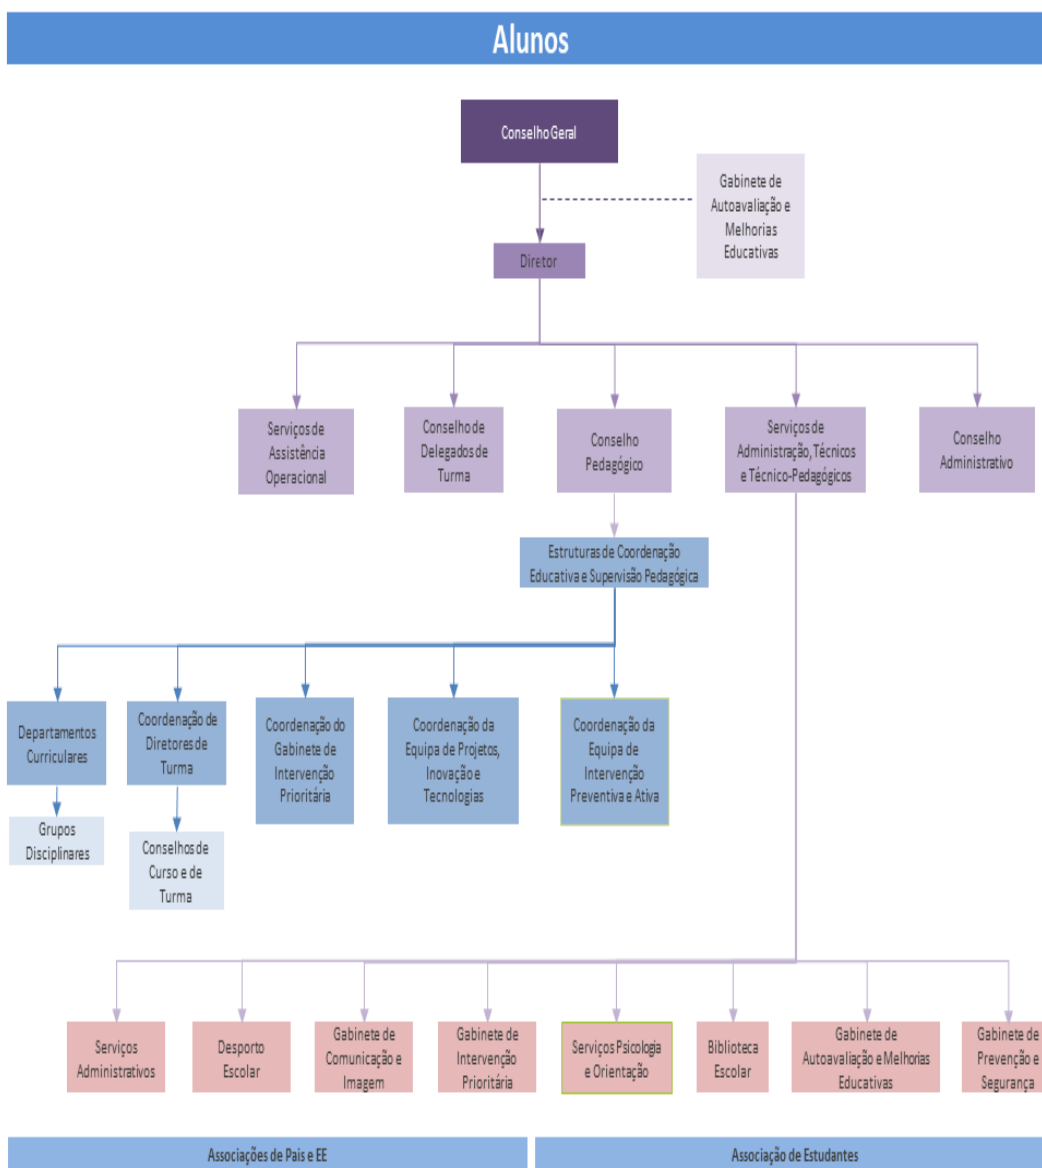 Alunos
Conselho Geral
Gabinete de
Autoavaliação e
Melhorias
Educativas
Diretor
Serviços de
Assistência
Operacional
Conselho de
Delegados de
Turma
Conselho
Pedagógico
Serviços de
Administração, Técnicos
e Técnico-Pedagógicos
Conselho
Administrativo
Estruturas de Coordenação
Educativa e Supervisão Pedagógica
Departamentos
Curriculares
Coordenação de
Diretores de
Turma
Coordenação do
Gabinete de
Intervenção
Prioritária
Coordenação da
Equipa de Projetos,
Inovação e
Tecnologias
Coordenação da
Equipa de
Intervenção
Preventiva e Ativa
Grupos
Disciplinares
Conselhos de
Curso e de
Turma
Serviços
Administrativos
Desporto
Escolar
Gabinete de
Comunicação e
Imagem
Gabinete de
Intervenção
Prioritária
Serviços Psicologia
e Orientação
Biblioteca
Escolar
Gabinete de
Autoavaliação e Melhorias
Educativas
Gabinete de
Prevenção e
Segurança
Associações de Pais e EE
Associação de Estudantes